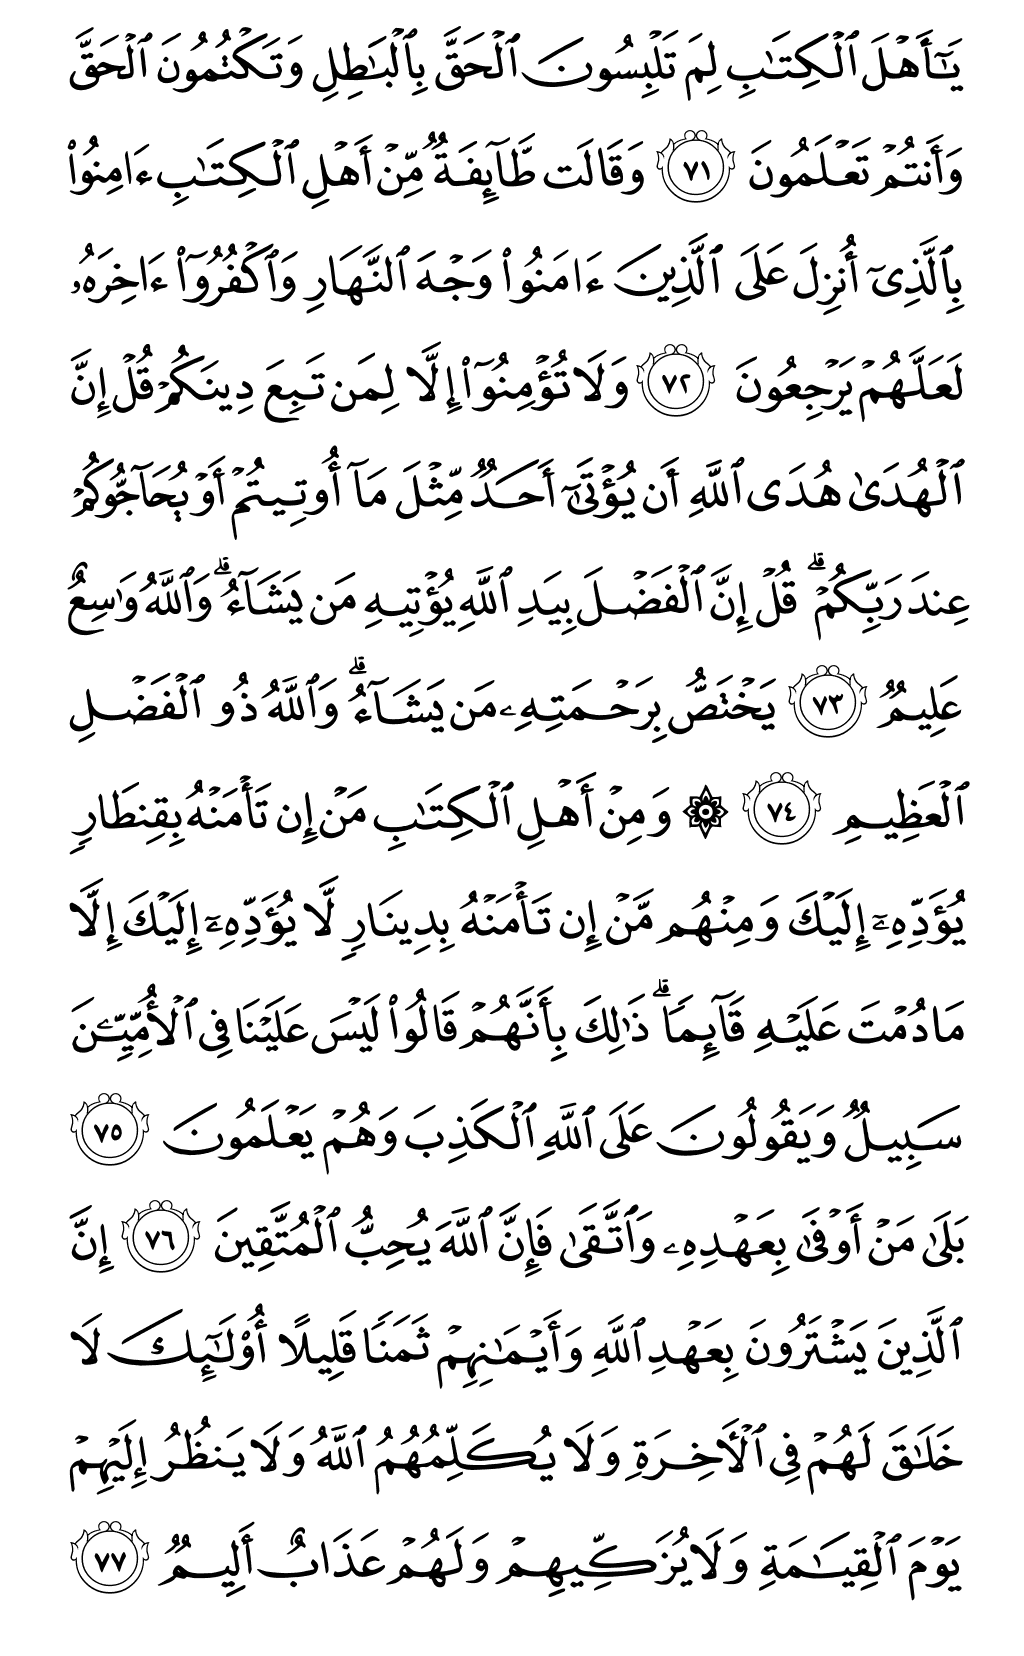 يَـٰٓأَهۡلَ ٱلۡكِتَـٰبِ لِمَ تَلۡبِسُونَ ٱلۡحَقَّ بِٱلۡبَـٰطِلِ وَتَكۡتُمُونَ ٱلۡحَقَّ
وَأَنتُمۡ تَعۡلَمُونَ ٧١ وَقَالَت طَّآئِفَةٌ مِّنۡ أَهۡلِ ٱلۡكِتَـٰبِ ءَامِنُواْ
بِٱلَّذِيٓ أُنزِلَ عَلَى ٱلَّذِينَ ءَامَنُواْ وَجۡهَ ٱلنَّهَارِ وَٱكۡفُرُوٓاْ ءَاخِرَهُۥ
لَعَلَّهُمۡ يَرۡجِعُونَ ٧٢ وَلَا تُؤۡمِنُوٓاْ إِلَّا لِمَن تَبِعَ دِينَكُمۡ قُلۡ إِنَّ
ٱلۡهُدَىٰ هُدَى ٱللَّهِ أَن يُؤۡتَىٰٓ أَحَدٌ مِّثۡلَ مَآ أُوتِيتُمۡ أَوۡ يُحَآجُّوكُمۡ
عِندَ رَبِّكُمۡۗ قُلۡ إِنَّ ٱلۡفَضۡلَ بِيَدِ ٱللَّهِ يُؤۡتِيهِ مَن يَشَآءُۗ وَٱللَّهُ وَٰسِعٌ
عَلِيمٌ ٧٣ يَخۡتَصُّ بِرَحۡمَتِهِۦ مَن يَشَآءُۗ وَٱللَّهُ ذُو ٱلۡفَضۡلِ
ٱلۡعَظِيمِ ٧٤ ۞ وَمِنۡ أَهۡلِ ٱلۡكِتَـٰبِ مَنۡ إِن تَأۡمَنۡهُ بِقِنطَارٍ
يُؤَدِّهِۦٓ إِلَيۡكَ وَمِنۡهُم مَّنۡ إِن تَأۡمَنۡهُ بِدِينَارٍ لَّا يُؤَدِّهِۦٓ إِلَيۡكَ إِلَّا
مَا دُمۡتَ عَلَيۡهِ قَآئِمًاۗ ذَٰلِكَ بِأَنَّهُمۡ قَالُواْ لَيۡسَ عَلَيۡنَا فِي ٱلۡأُمِّيِّـۧنَ
سَبِيلٌ وَيَقُولُونَ عَلَى ٱللَّهِ ٱلۡكَذِبَ وَهُمۡ يَعۡلَمُونَ ٧٥
بَلَىٰ مَنۡ أَوۡفَىٰ بِعَهۡدِهِۦ وَٱتَّقَىٰ فَإِنَّ ٱللَّهَ يُحِبُّ ٱلۡمُتَّقِينَ ٧٦ إِنَّ
ٱلَّذِينَ يَشۡتَرُونَ بِعَهۡدِ ٱللَّهِ وَأَيۡمَـٰنِهِمۡ ثَمَنًا قَلِيلًا أُوْلَـٰٓئِكَ لَا
خَلَـٰقَ لَهُمۡ فِي ٱلۡأَخِرَةِ وَلَا يُكَلِّمُهُمُ ٱللَّهُ وَلَا يَنظُرُ إِلَيۡهِمۡ
يَوۡمَ ٱلۡقِيَـٰمَةِ وَلَا يُزَكِّيهِمۡ وَلَهُمۡ عَذَابٌ أَلِيمٌ ٧٧